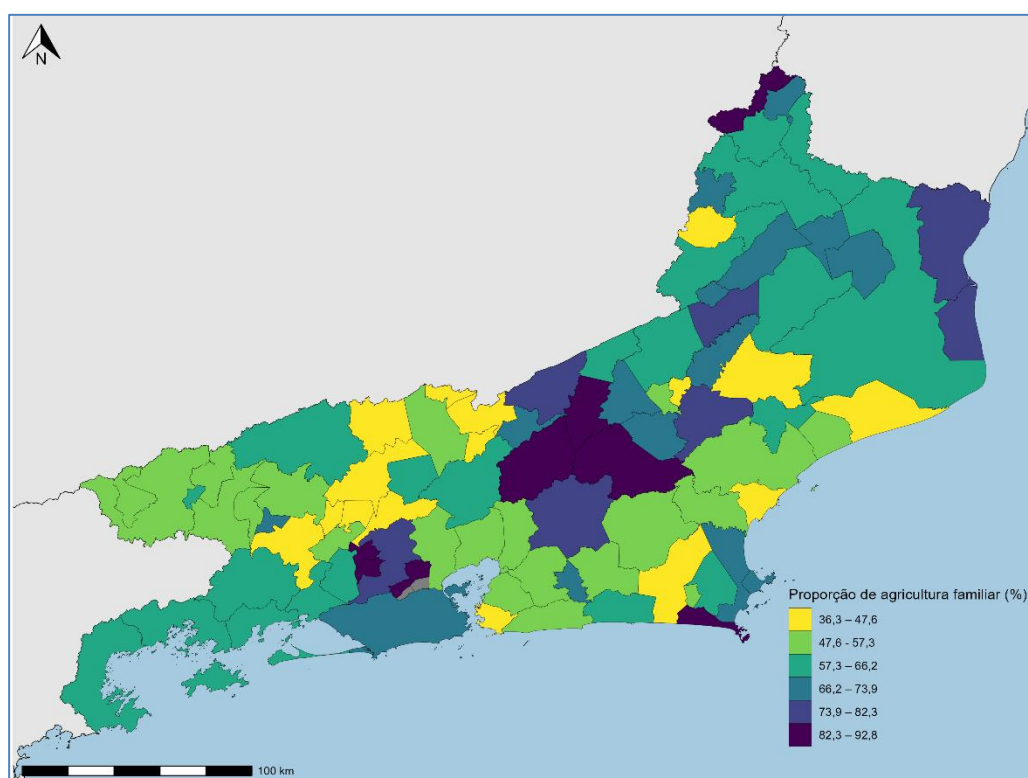 N
Proporção de agricultura familiar (%)
36,3 – 47,6
47,6 – 57,3
57,3 – 66,2
66,2 – 73,9
73,9 – 82,3
82,3 – 92,8
100 km